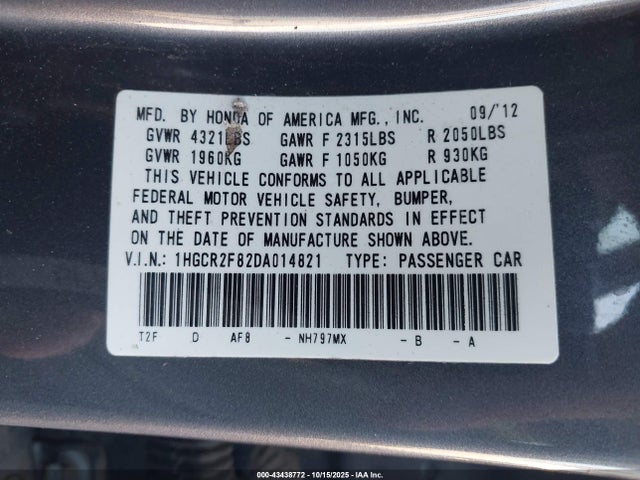 MFD. BY HONDA OF AMERICA MFG., INC. 09/'12
GVWR 4321LBS GAWR F 2315LBS R 2050LBS
GVWR 1960KG GAWR F 1050KG R 930KG
THIS VEHICLE CONFORMS TO ALL APPLICABLE
FEDERAL MOTOR VEHICLE SAFETY, BUMPER,
AND THEFT PREVENTION STANDARDS IN EFFECT
ON THE DATE OF MANUFACTURE SHOWN ABOVE.
V.I.N.: 1HGCR2F82DA014821 TYPE: PASSENGER CAR
T2F D AF8 - NH797MX - B - A
000-43438772 | 10/15/2025 | IAA Inc.